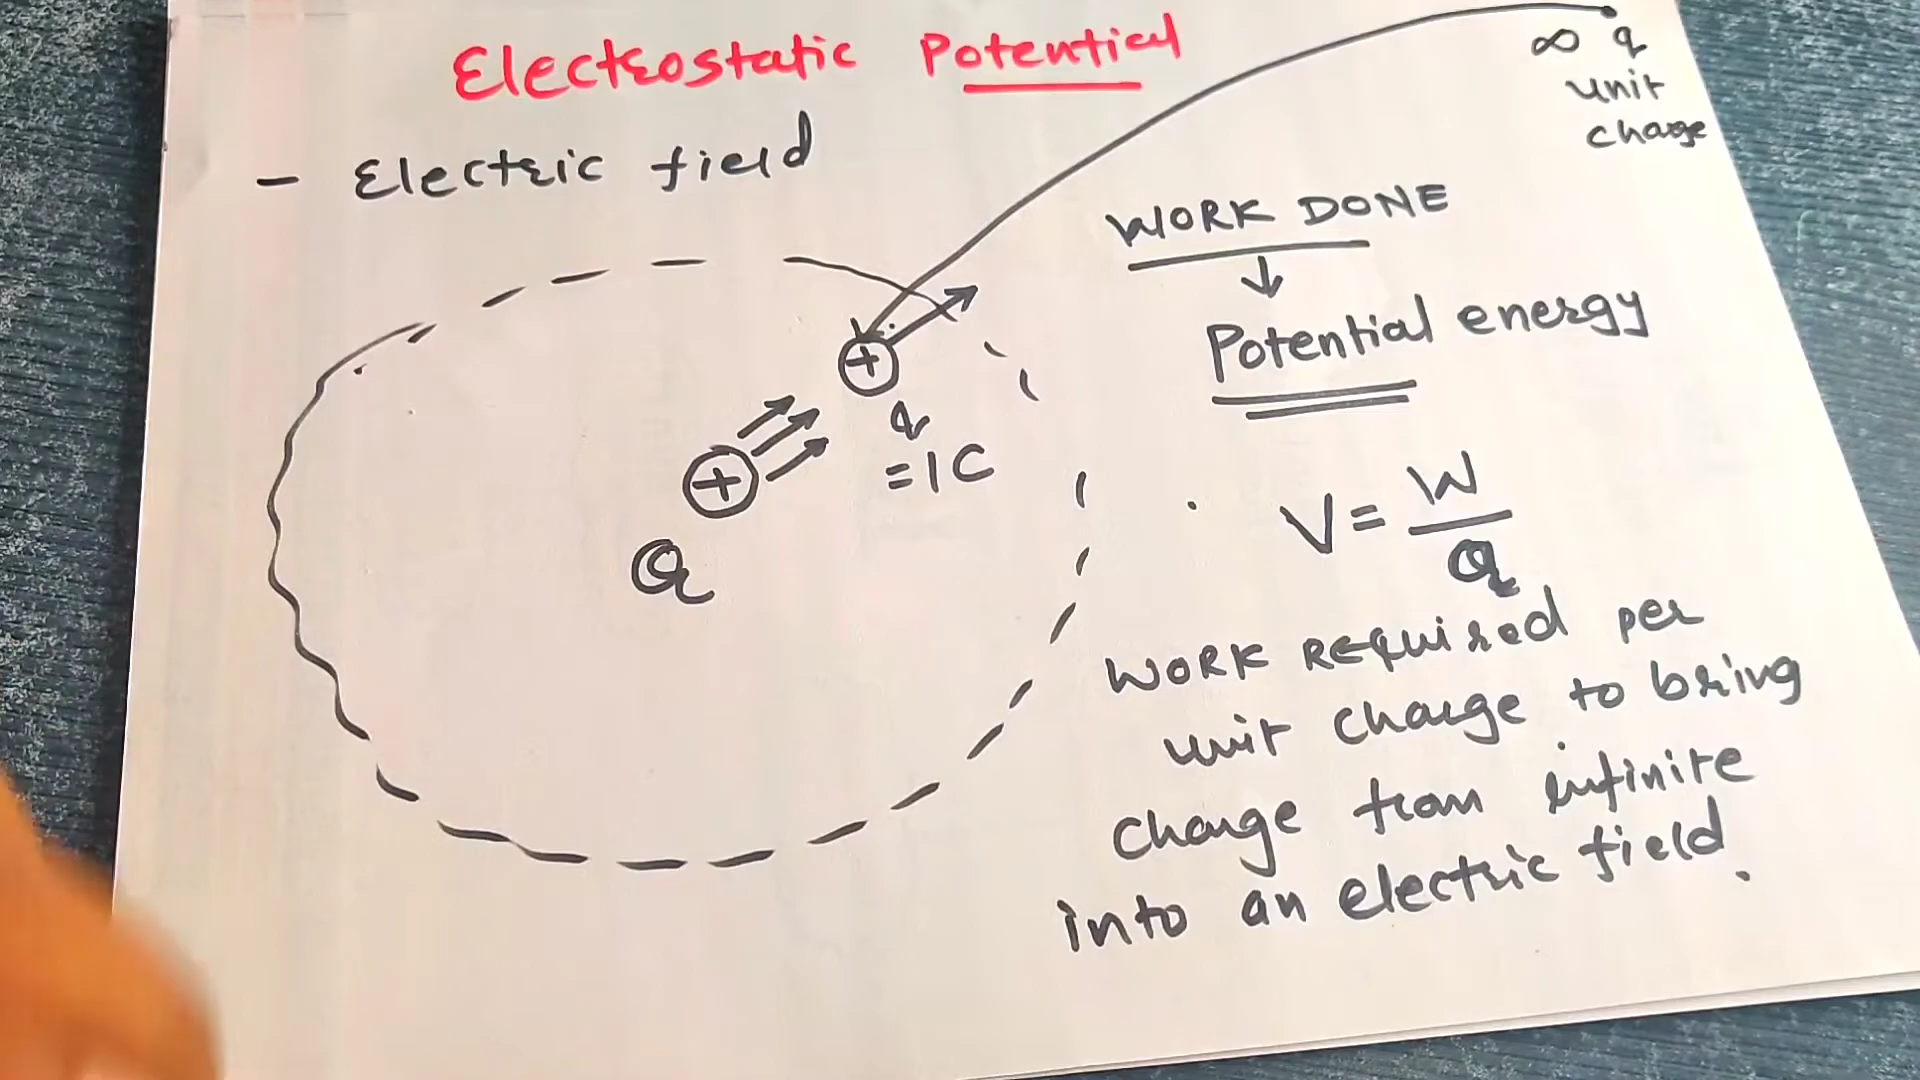 Electrostatic Potential
- Electric field
∞ q
unit
charge
WORK DONE
↓
Potential energy
+
q
= 1C
+
Q
V = W
Q
WORK REquired per
unit charge to bring
charge from infinite
into an electric field.